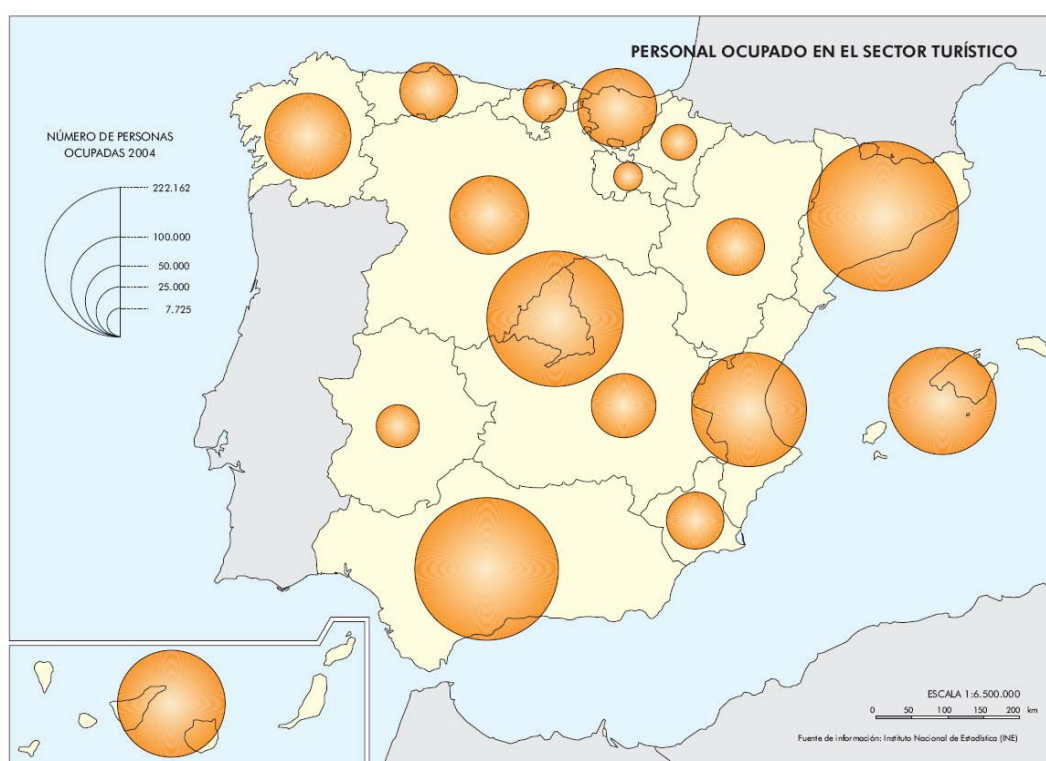 PERSONAL OCUPADO EN EL SECTOR TURÍSTICO
NÚMERO DE PERSONAS
OCUPADAS 2004
222.162
100.000
50.000
25.000
7.725
ESCALA 1:6.500.000
0 50 100 150 200 km
Fuente de información: Instituto Nacional de Estadística (INE)